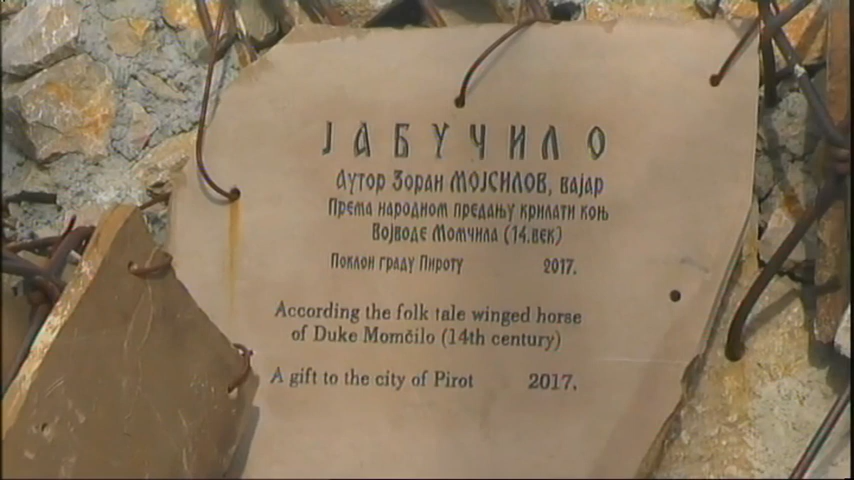 ЈАБУЧИЛО
Аутор Зоран МОЈСИЛОВ, вајар
Према народном предању крилати коњ
Војводе Момчила (14.век)
Поклон граду Пироту 2017.
According the folk tale winged horse
of Duke Momčilo (14th century)
A gift to the city of Pirot 2017.